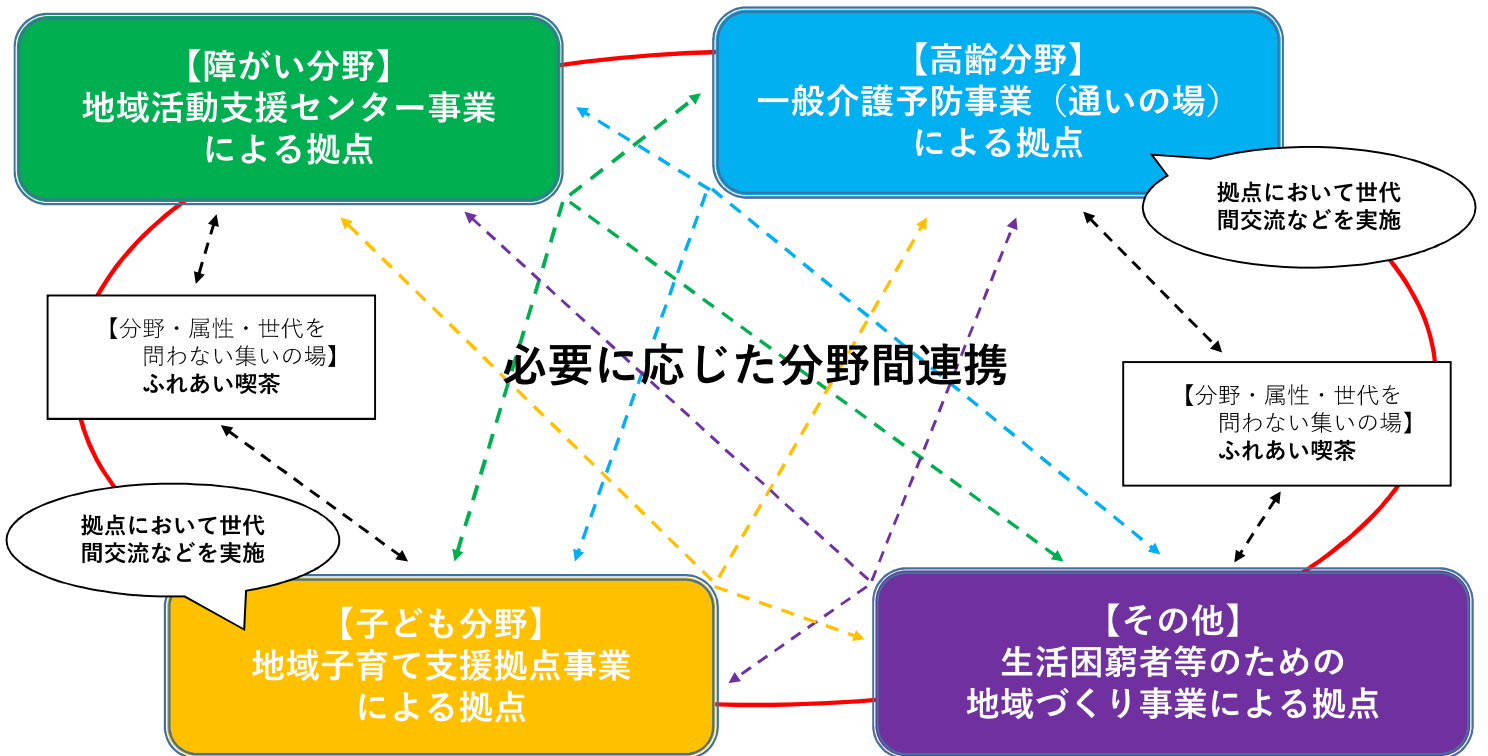 【障がい分野】
地域活動支援センター事業
による拠点
【高齢分野】
一般介護予防事業（通いの場）
による拠点
拠点において世代
間交流などを実施
【分野・属性・世代を
問わない集いの場】
ふれあい喫茶
必要に応じた分野間連携
【分野・属性・世代を
問わない集いの場】
ふれあい喫茶
拠点において世代
間交流などを実施
【子ども分野】
地域子育て支援拠点事業
による拠点
【その他】
生活困窮者等のための
地域づくり事業による拠点